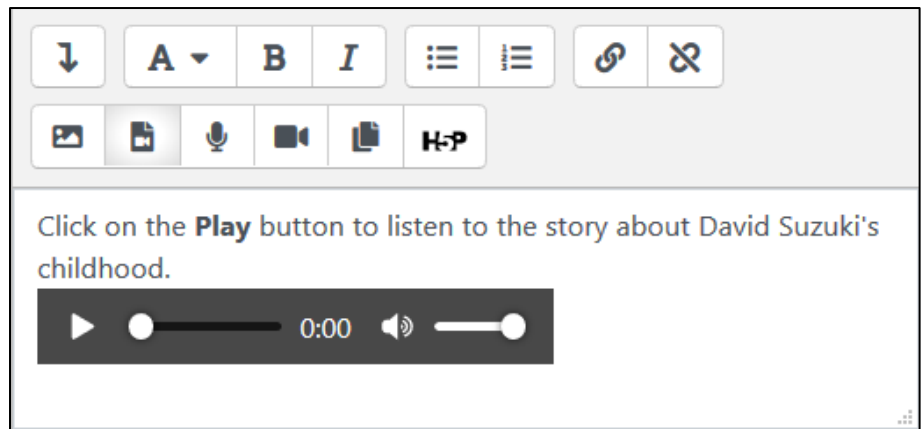 A B I
H5P
Click on the Play button to listen to the story about David Suzuki's
childhood.
0:00